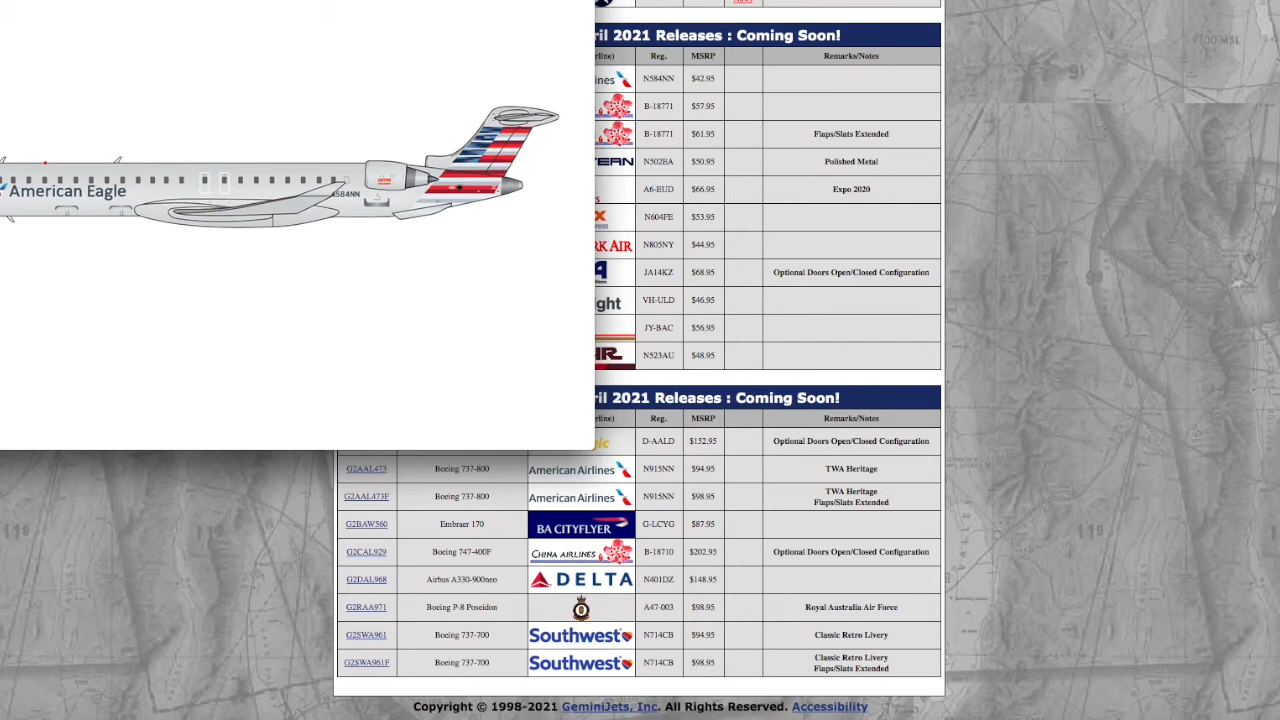 New!
ril 2021 Releases : Coming Soon!
rline) Reg. MSRP Remarks/Notes
ines N584NN $42.95
B-18771 $57.95
B-18771 $61.95 Flaps/Slats Extended
TERN N502EA $50.95 Polished Metal
A6-EUD $66.95 Expo 2020
N604FE $53.95
RK AIR N805NY $44.95
JA14KZ $68.95 Optional Doors Open/Closed Configuration
ght VH-ULD $46.95
JY-BAC $56.95
N523AU $48.95
American Eagle
N584NN
ril 2021 Releases : Coming Soon!
rline) Reg. MSRP Remarks/Notes
gic D-AALD $152.95 Optional Doors Open/Closed Configuration
G2AAL473 Boeing 737-800 American Airlines N915NN $94.95 TWA Heritage
G2AAL473F Boeing 737-800 American Airlines N915NN $98.95 TWA Heritage
Flaps/Slats Extended
G2BAW560 Embraer 170 BA CITYFLYER G-LCYG $87.95
G2CAL929 Boeing 747-400F CHINA AIRLINES B-18710 $202.95 Optional Doors Open/Closed Configuration
G2DAL968 Airbus A330-900neo DELTA N401DZ $148.95
G2RAA971 Boeing P-8 Poseidon A47-003 $98.95 Royal Australia Air Force
G2SWA961 Boeing 737-700 Southwest N714CB $94.95 Classic Retro Livery
G2SWA961F Boeing 737-700 Southwest N714CB $98.95 Classic Retro Livery
Flaps/Slats Extended
Copyright © 1998-2021 GeminiJets, Inc. All Rights Reserved. Accessibility
9700 MSL
119
119